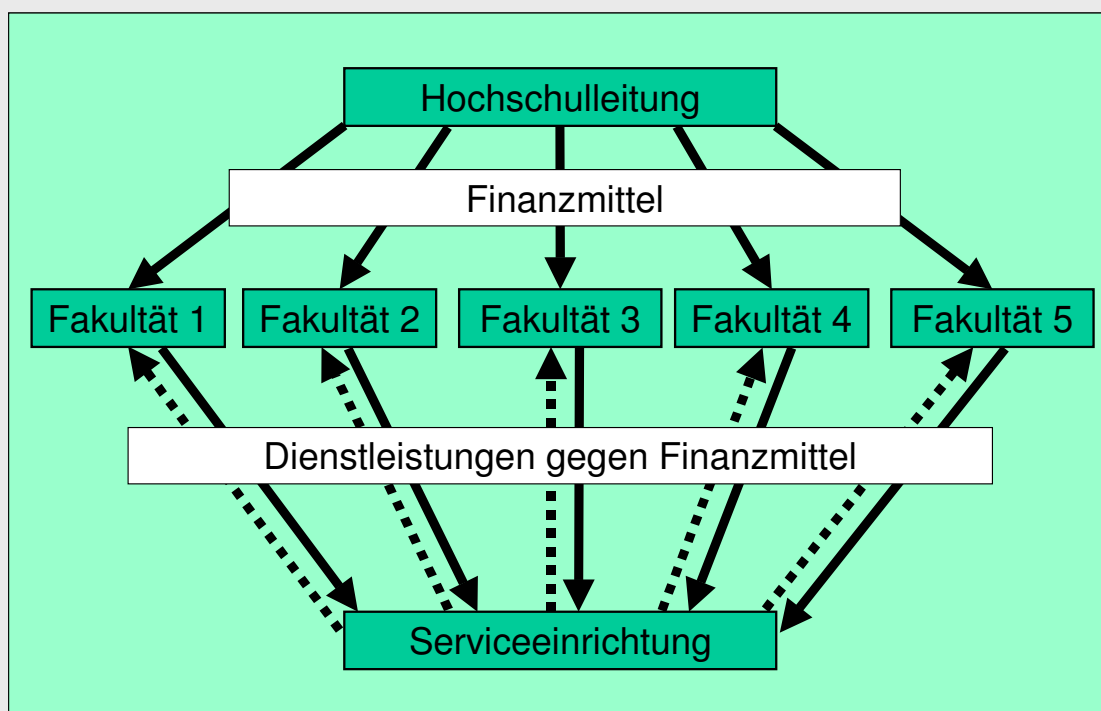 Hochschulleitung
Finanzmittel
Fakultät 1
Fakultät 2
Fakultät 3
Fakultät 4
Fakultät 5
Dienstleistungen gegen Finanzmittel
Serviceeinrichtung